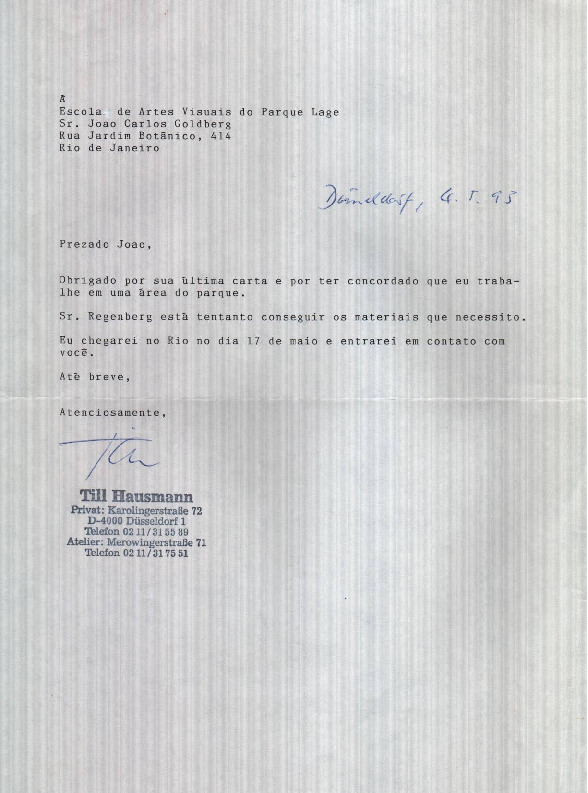 À
Escola de Artes Visuais do Parque Lage
Sr. Joao Carlos Goldberg
Rua Jardim Botânico, 414
Rio de Janeiro
Düsseldorf, 4. 5. 93
Prezado Joao,
Obrigado por sua última carta e por ter concordado que eu traba-
lhe em uma área do parque.
Sr. Regenberg está tentanto conseguir os materiais que necessito.
Eu chegarei no Rio no dia 17 de maio e entrarei em contato com
você.
Até breve,
Atenciosamente,
Till
Till Hausmann
Privat: Karolingerstraße 72
D-4000 Düsseldorf 1
Telefon 02 11/31 55 89
Atelier: Merowingerstraße 71
Telefon 02 11/31 75 51